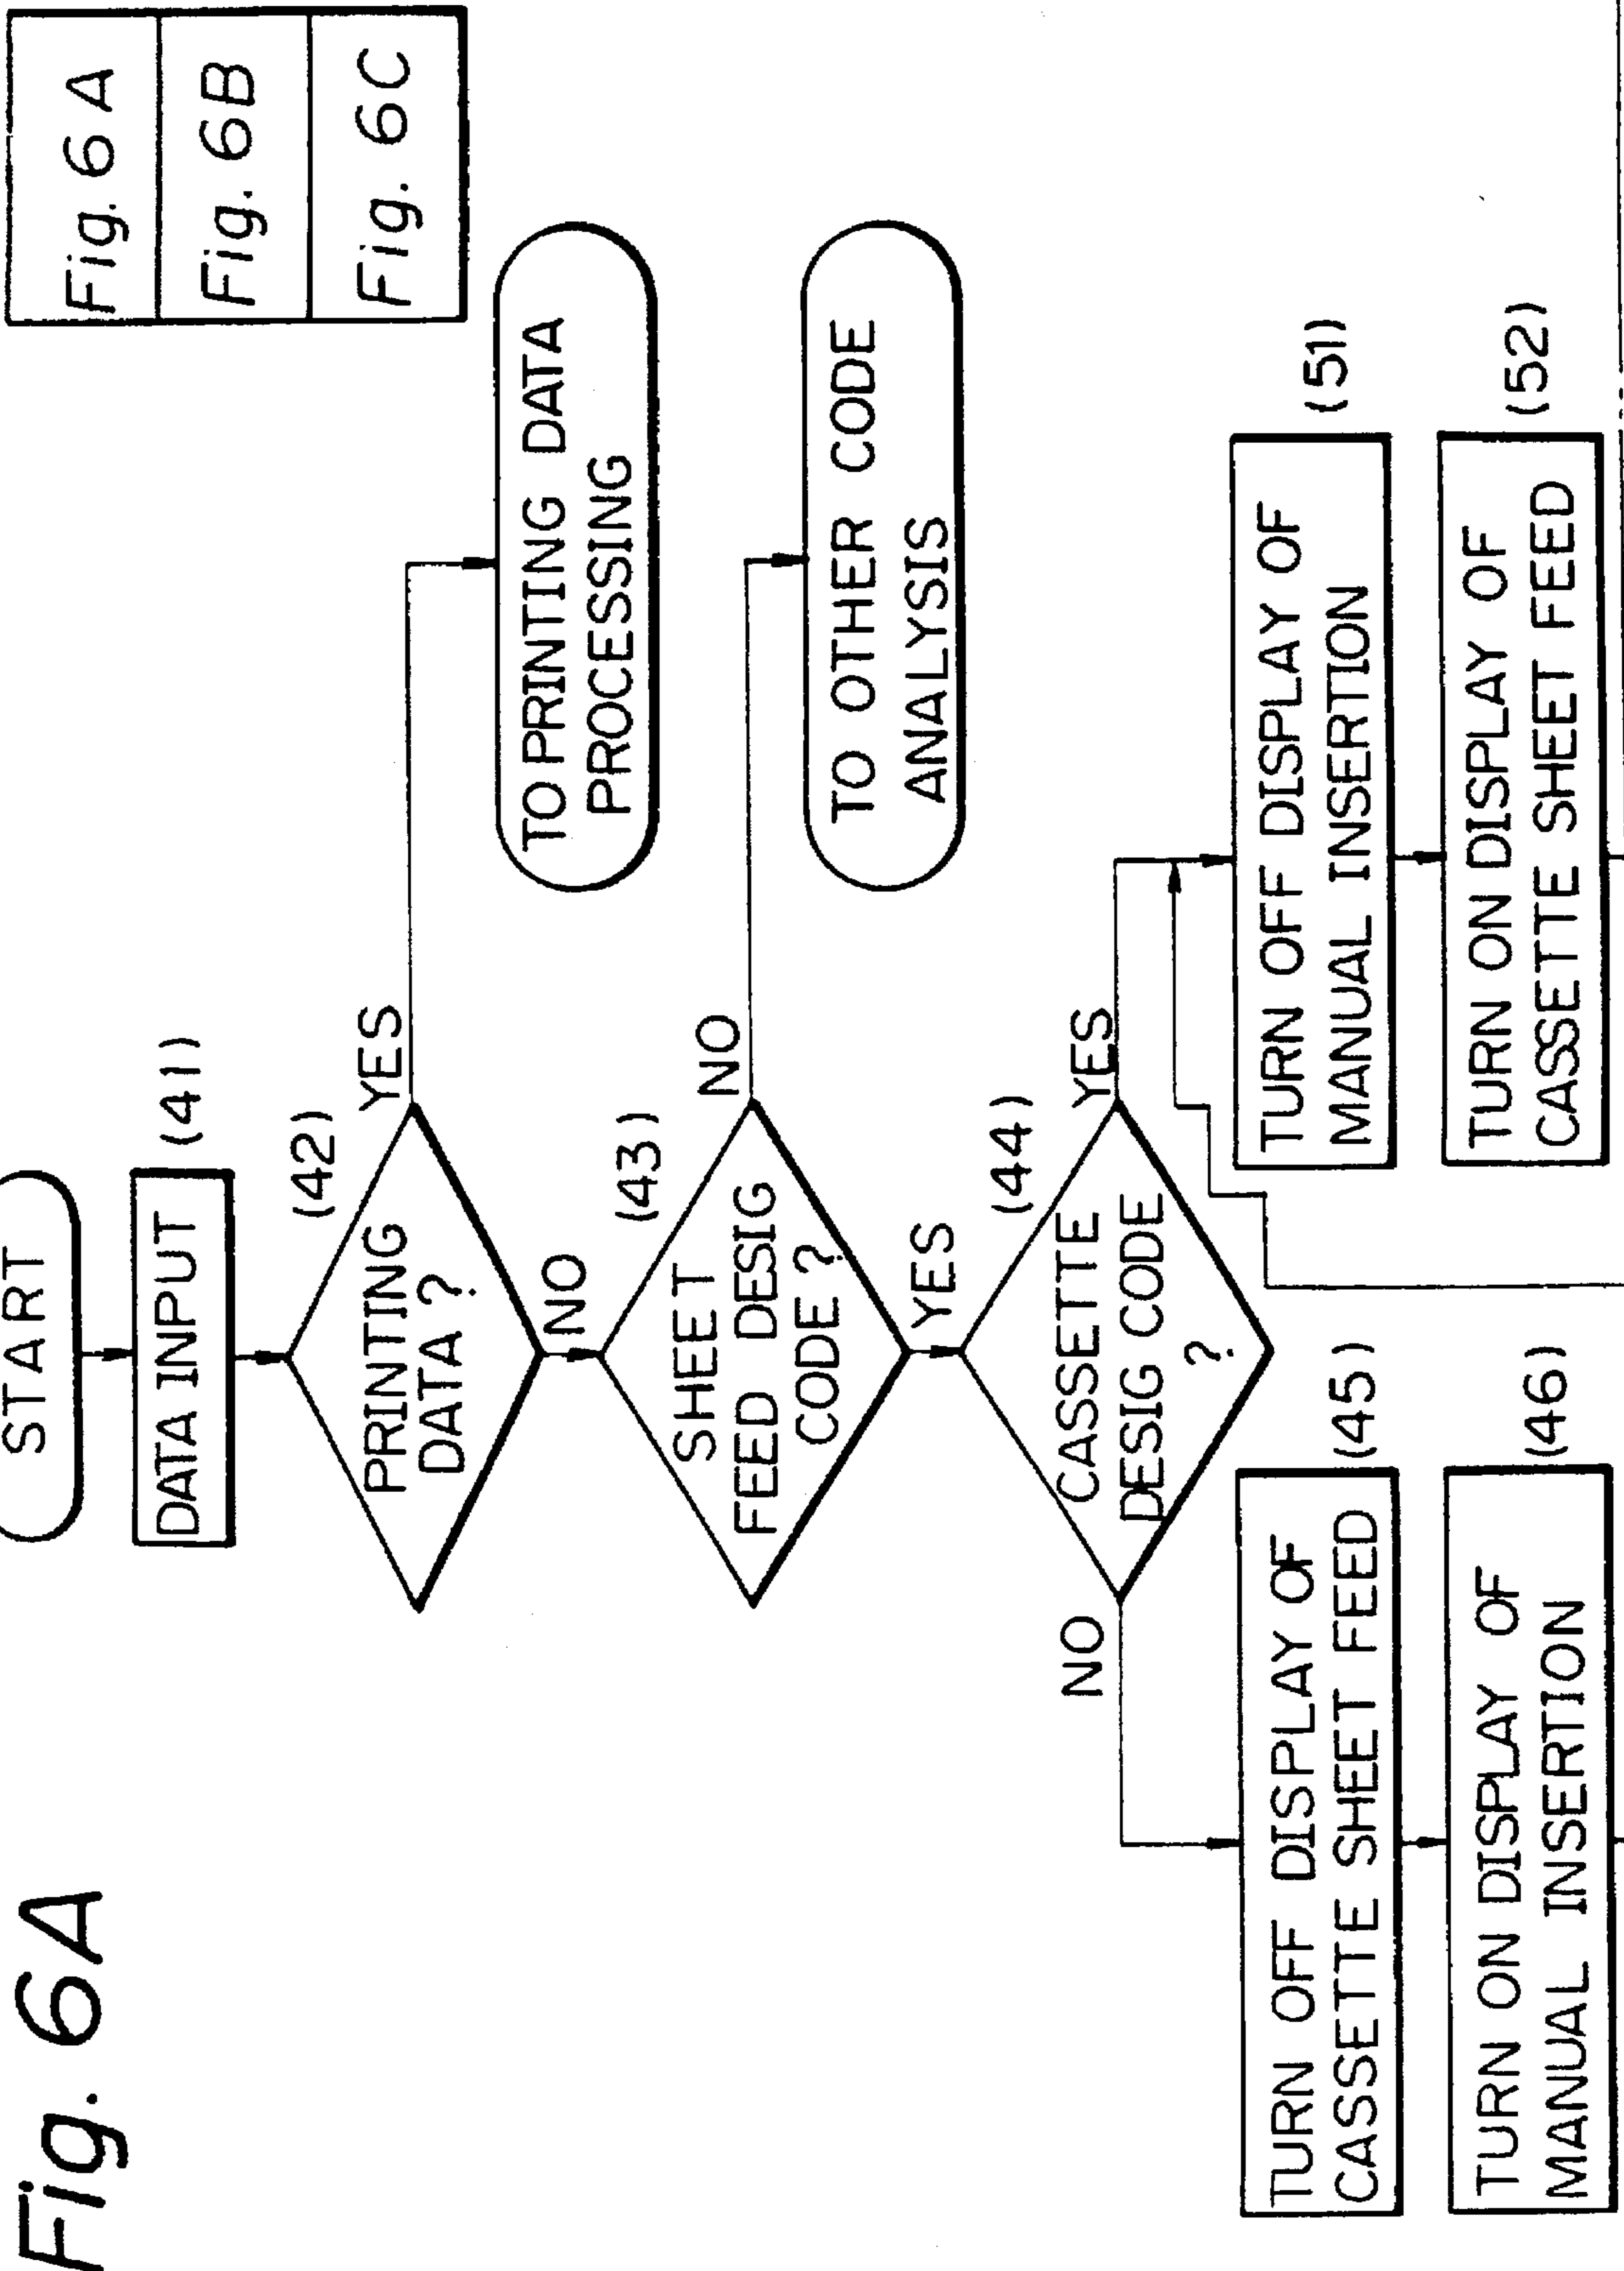 Fig. 6A
Fig. 6A
Fig. 6B
Fig. 6C
START
DATA INPUT
(41)
(42)
PRINTING
DATA ?
YES
NO
TO PRINTING DATA
PROCESSING
(43)
SHEET
FEED DESIG
CODE ?
NO
YES
TO OTHER CODE
ANALYSIS
(44)
CASSETTE
DESIG CODE
?
YES
NO
(45)
TURN OFF DISPLAY OF
CASSETTE SHEET FEED
(46)
TURN ON DISPLAY OF
MANUAL INSERTION
(51)
TURN OFF DISPLAY OF
MANUAL INSERTION
(52)
TURN ON DISPLAY OF
CASSETTE SHEET FEED